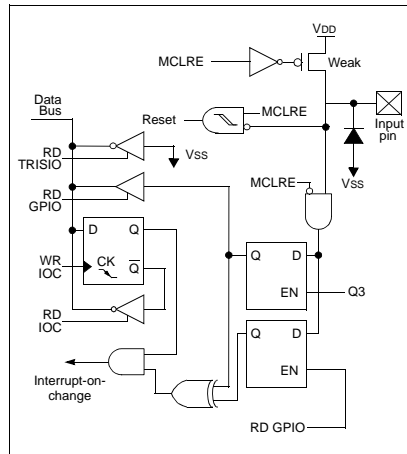 VDD
MCLRE
Weak
Data
Bus
MCLRE
Reset
Input
pin
RD
TRISIO
VSS
VSS
RD
GPIO
MCLRE
D
Q
Q
D
WR
IOC
CK
Q
EN
Q3
RD
IOC
Q
D
EN
Interrupt-on-
change
RD GPIO